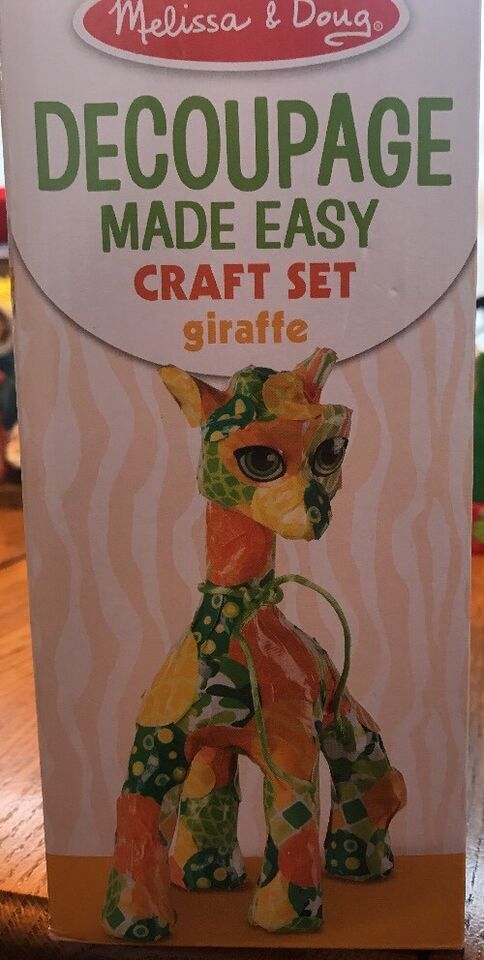 Melissa & Doug®
DECOUPAGE
MADE EASY
CRAFT SET
giraffe